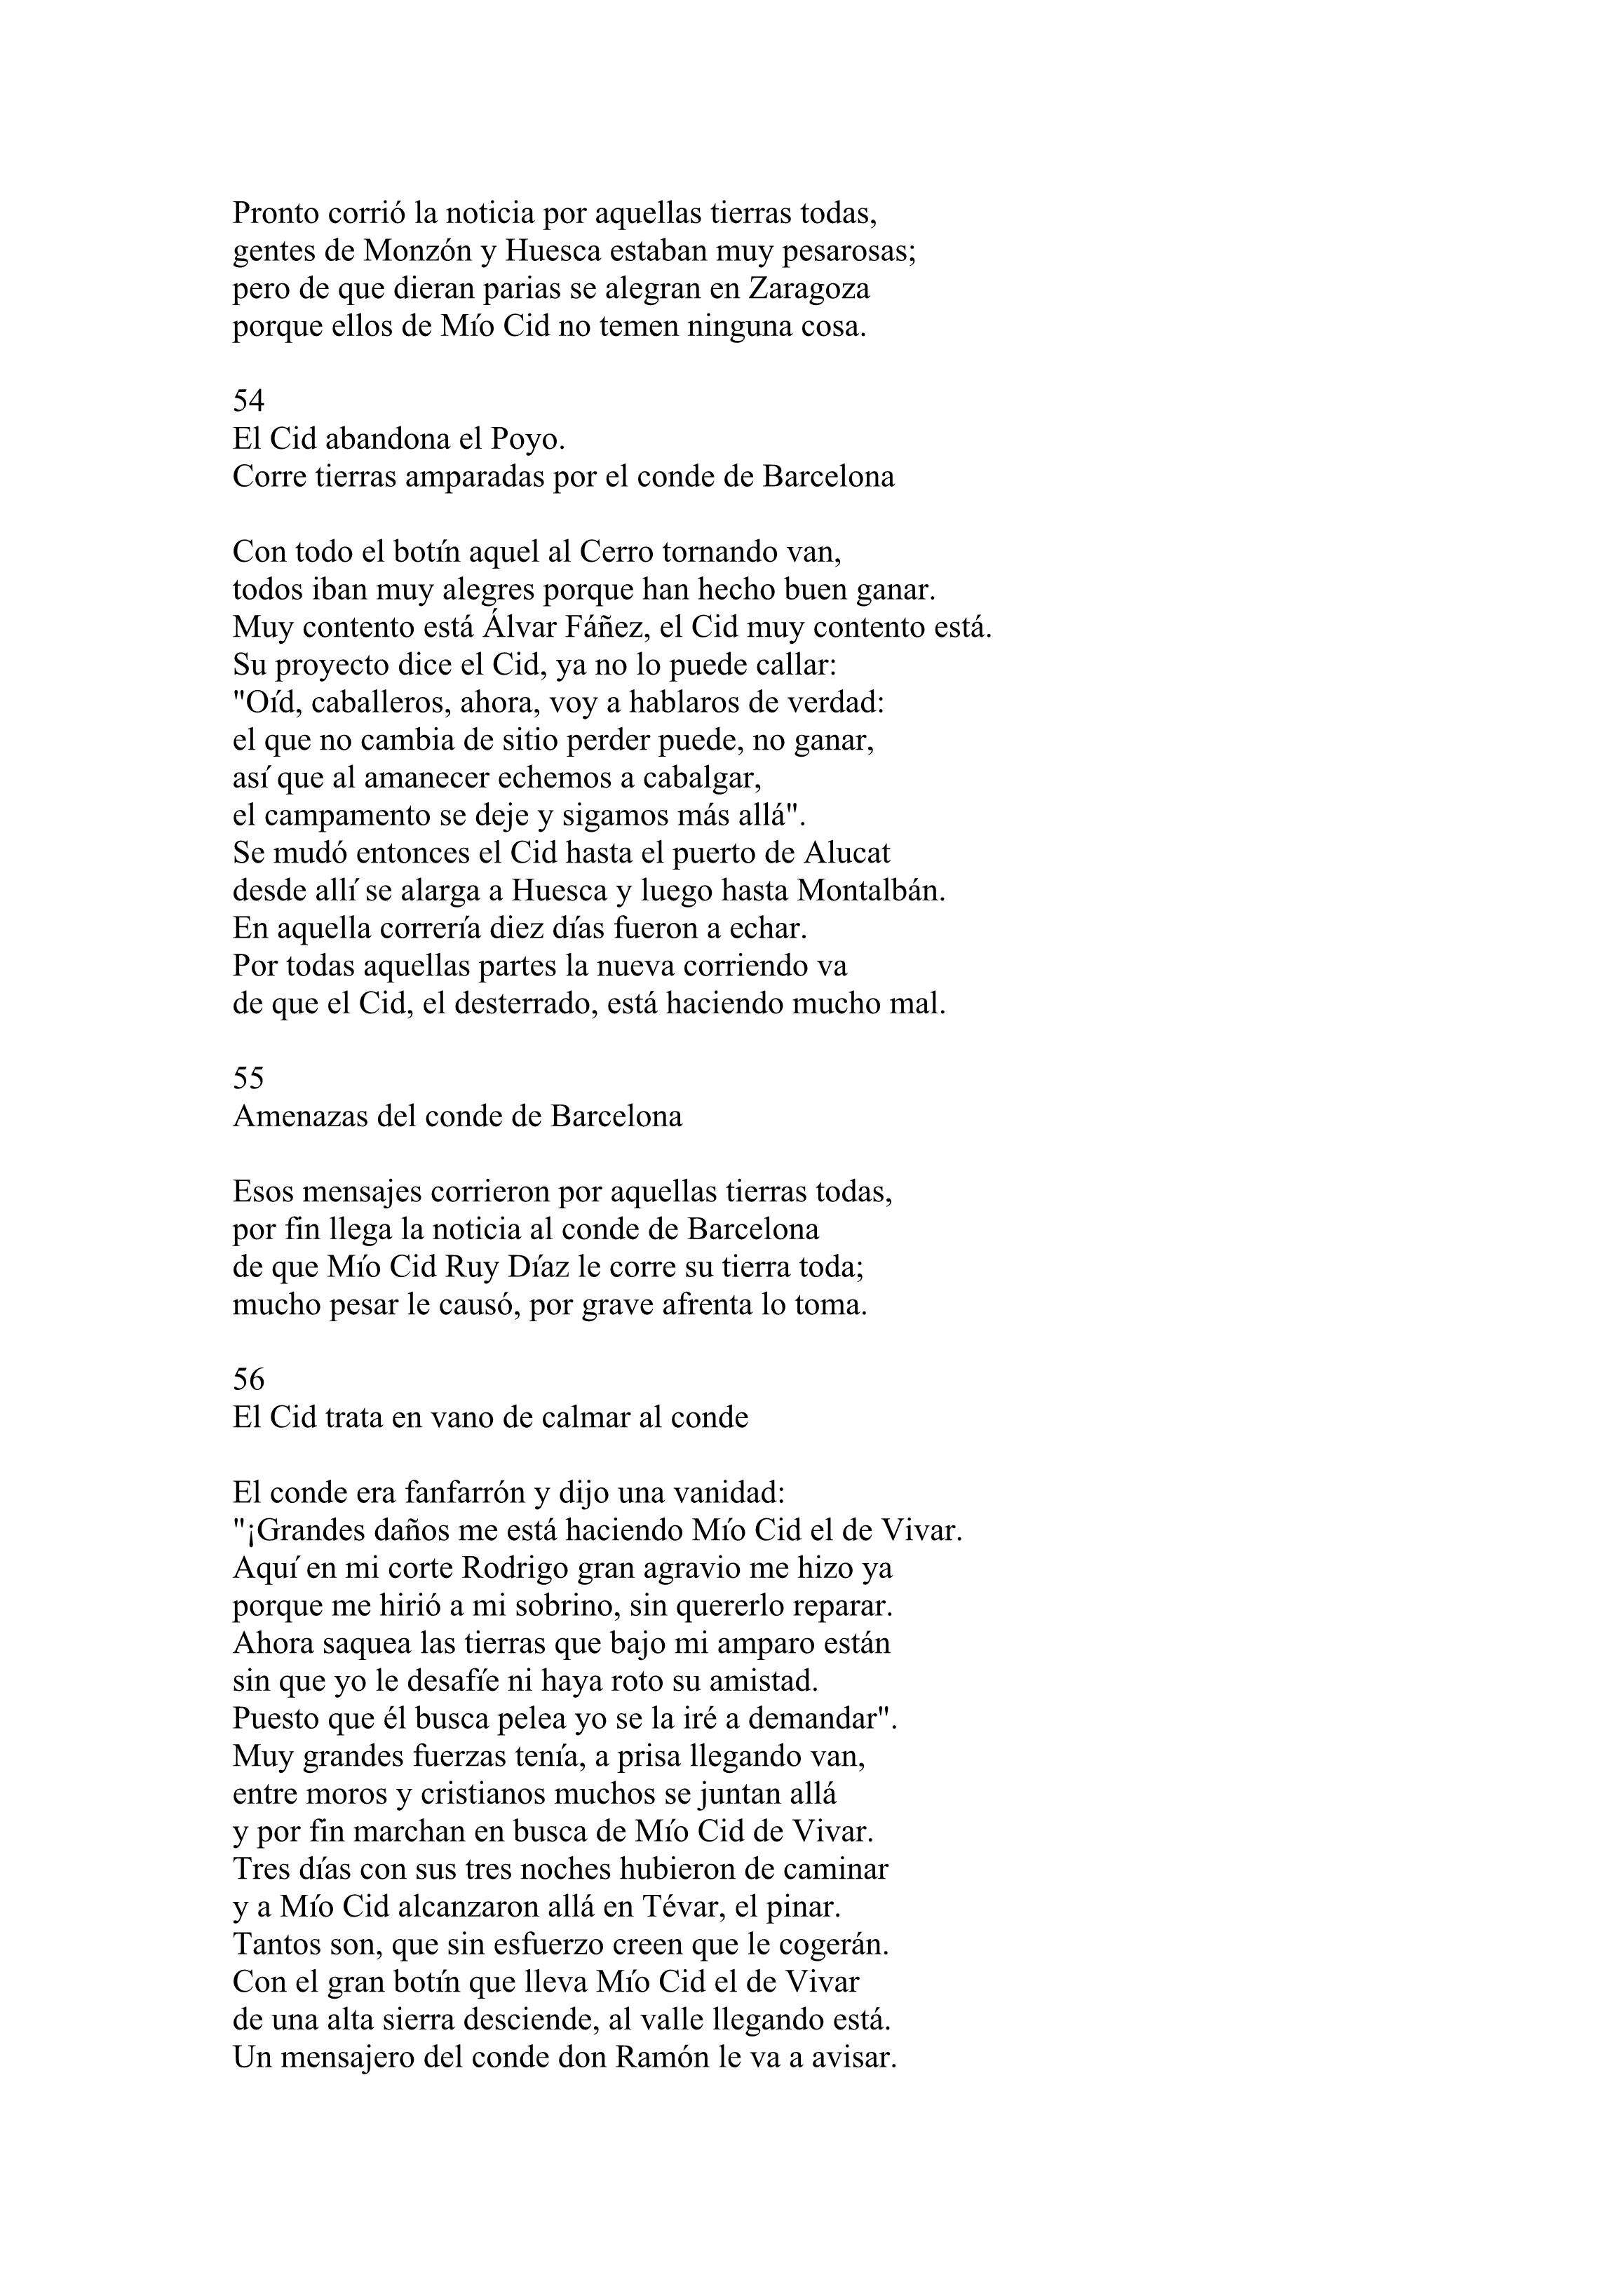 Pronto corrió la noticia por aquellas tierras todas,
gentes de Monzón y Huesca estaban muy pesarosas;
pero de que dieran parias se alegran en Zaragoza
porque ellos de Mío Cid no temen ninguna cosa.
54
El Cid abandona el Poyo.
Corre tierras amparadas por el conde de Barcelona
Con todo el botín aquel al Cerro tornando van,
todos iban muy alegres porque han hecho buen ganar.
Muy contento está Álvar Fáñez, el Cid muy contento está.
Su proyecto dice el Cid, ya no lo puede callar:
"Oíd, caballeros, ahora, voy a hablaros de verdad:
el que no cambia de sitio perder puede, no ganar,
así que al amanecer echemos a cabalgar,
el campamento se deje y sigamos más allá".
Se mudó entonces el Cid hasta el puerto de Alucat
desde allí se alarga a Huesca y luego hasta Montalbán.
En aquella correría diez días fueron a echar.
Por todas aquellas partes la nueva corriendo va
de que el Cid, el desterrado, está haciendo mucho mal.
55
Amenazas del conde de Barcelona
Esos mensajes corrieron por aquellas tierras todas,
por fin llega la noticia al conde de Barcelona
de que Mío Cid Ruy Díaz le corre su tierra toda;
mucho pesar le causó, por grave afrenta lo toma.
56
El Cid trata en vano de calmar al conde
El conde era fanfarrón y dijo una vanidad:
"¡Grandes daños me está haciendo Mío Cid el de Vivar.
Aquí en mi corte Rodrigo gran agravio me hizo ya
porque me hirió a mi sobrino, sin quererlo reparar.
Ahora saquea las tierras que bajo mi amparo están
sin que yo le desafíe ni haya roto su amistad.
Puesto que él busca pelea yo se la iré a demandar".
Muy grandes fuerzas tenía, a prisa llegando van,
entre moros y cristianos muchos se juntan allá
y por fin marchan en busca de Mío Cid de Vivar.
Tres días con sus tres noches hubieron de caminar
y a Mío Cid alcanzaron allá en Tévar, el pinar.
Tantos son, que sin esfuerzo creen que le cogerán.
Con el gran botín que lleva Mío Cid el de Vivar
de una alta sierra desciende, al valle llegando está.
Un mensajero del conde don Ramón le va a avisar.